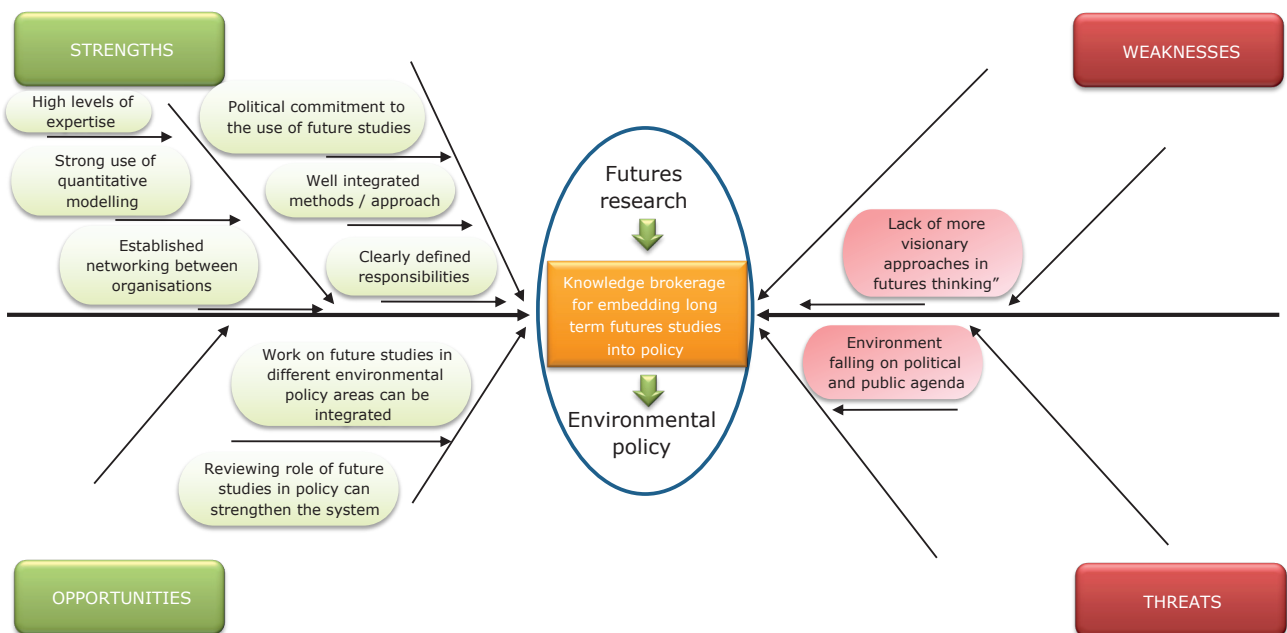 STRENGTHS
WEAKNESSES
High levels of
expertise
Strong use of
quantitative
modelling
Established
networking between
organisations
Political commitment to
the use of future studies
Well integrated
methods / approach
Clearly defined
responsibilities
Futures
research
Knowledge brokerage
for embedding long
term futures studies
into policy
Environmental
policy
Lack of more
visionary
approaches in
futures thinking”
Environment
falling on political
and public agenda
Work on future studies in
different environmental
policy areas can be
integrated
Reviewing role of future
studies in policy can
strengthen the system
OPPORTUNITIES
THREATS